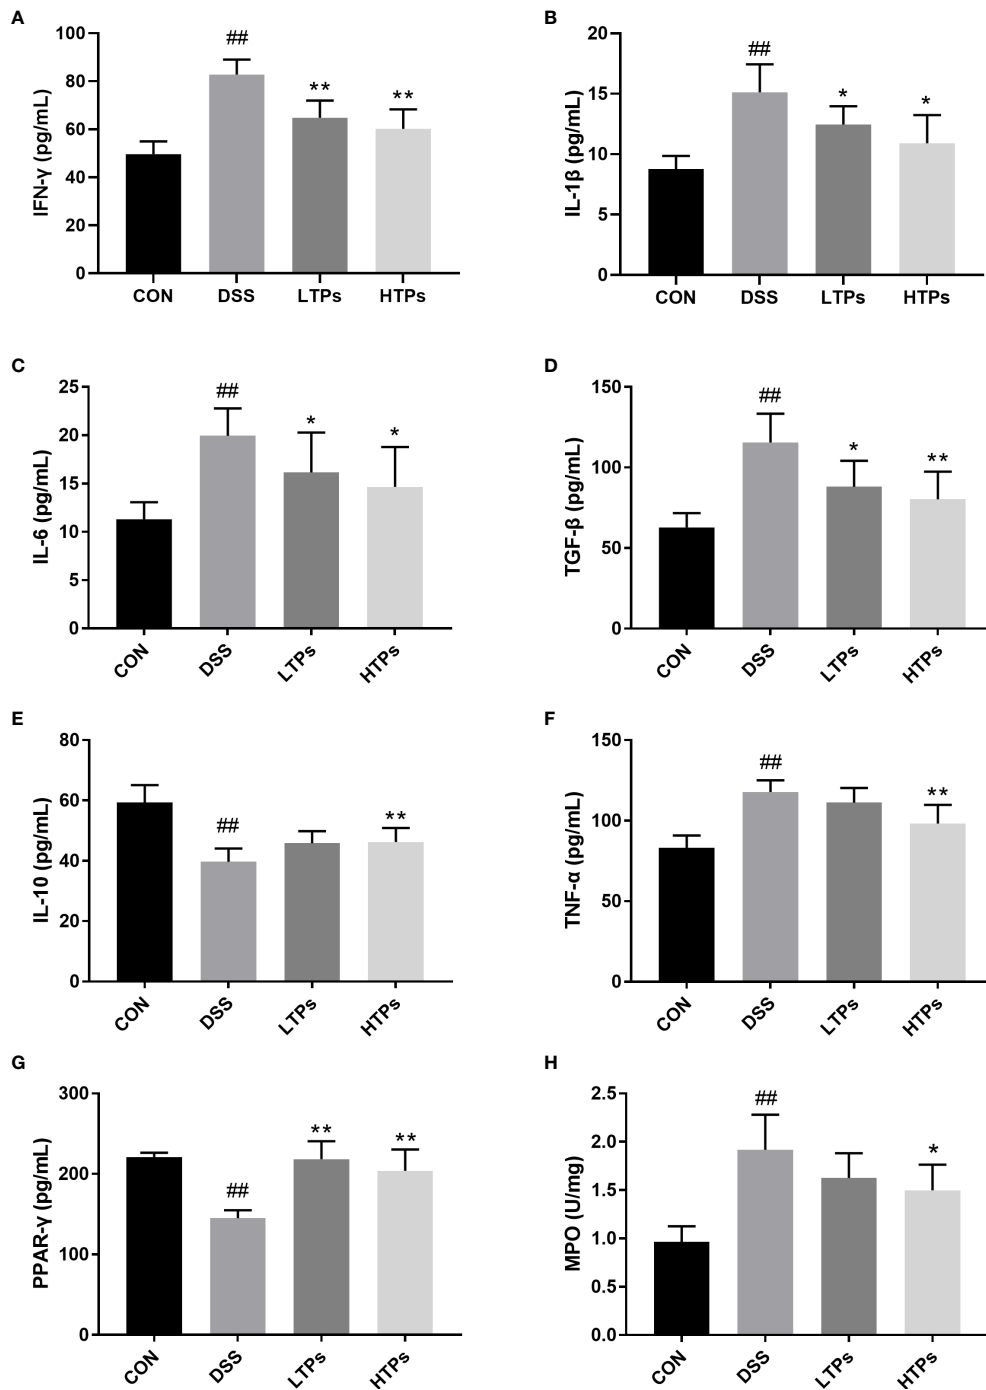 A
IFN-γ (pg/mL)
100
80
60
40
20
0
##
**
**
CON DSS LTPs HTPs
B
IL-1β (pg/mL)
20
15
10
5
0
##
*
*
CON DSS LTPs HTPs
C
IL-6 (pg/mL)
25
20
15
10
5
0
##
*
*
CON DSS LTPs HTPs
D
TGF-β (pg/mL)
150
100
50
0
##
*
**
CON DSS LTPs HTPs
E
IL-10 (pg/mL)
80
60
40
20
0
##
**
CON DSS LTPs HTPs
F
TNF-α (pg/mL)
150
100
50
0
##
**
CON DSS LTPs HTPs
G
PPAR-γ (pg/mL)
300
200
100
0
##
**
**
CON DSS LTPs HTPs
H
MPO (U/mg)
2.5
2.0
1.5
1.0
0.5
0.0
##
*
CON DSS LTPs HTPs